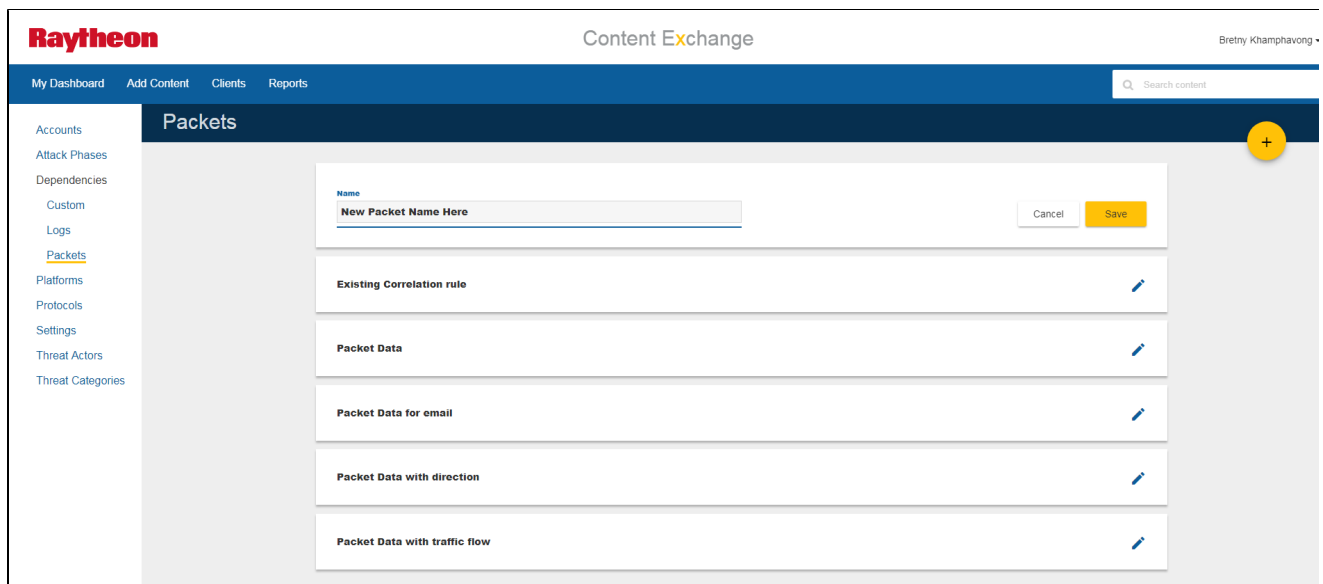 Raytheon
Content Exchange
Bretny Khamphavong
My Dashboard Add Content Clients Reports
Search content
Accounts
Attack Phases
Dependencies
Custom
Logs
Packets
Platforms
Protocols
Settings
Threat Actors
Threat Categories
Packets
+
Name
New Packet Name Here
Cancel Save
Existing Correlation rule
Packet Data
Packet Data for email
Packet Data with direction
Packet Data with traffic flow